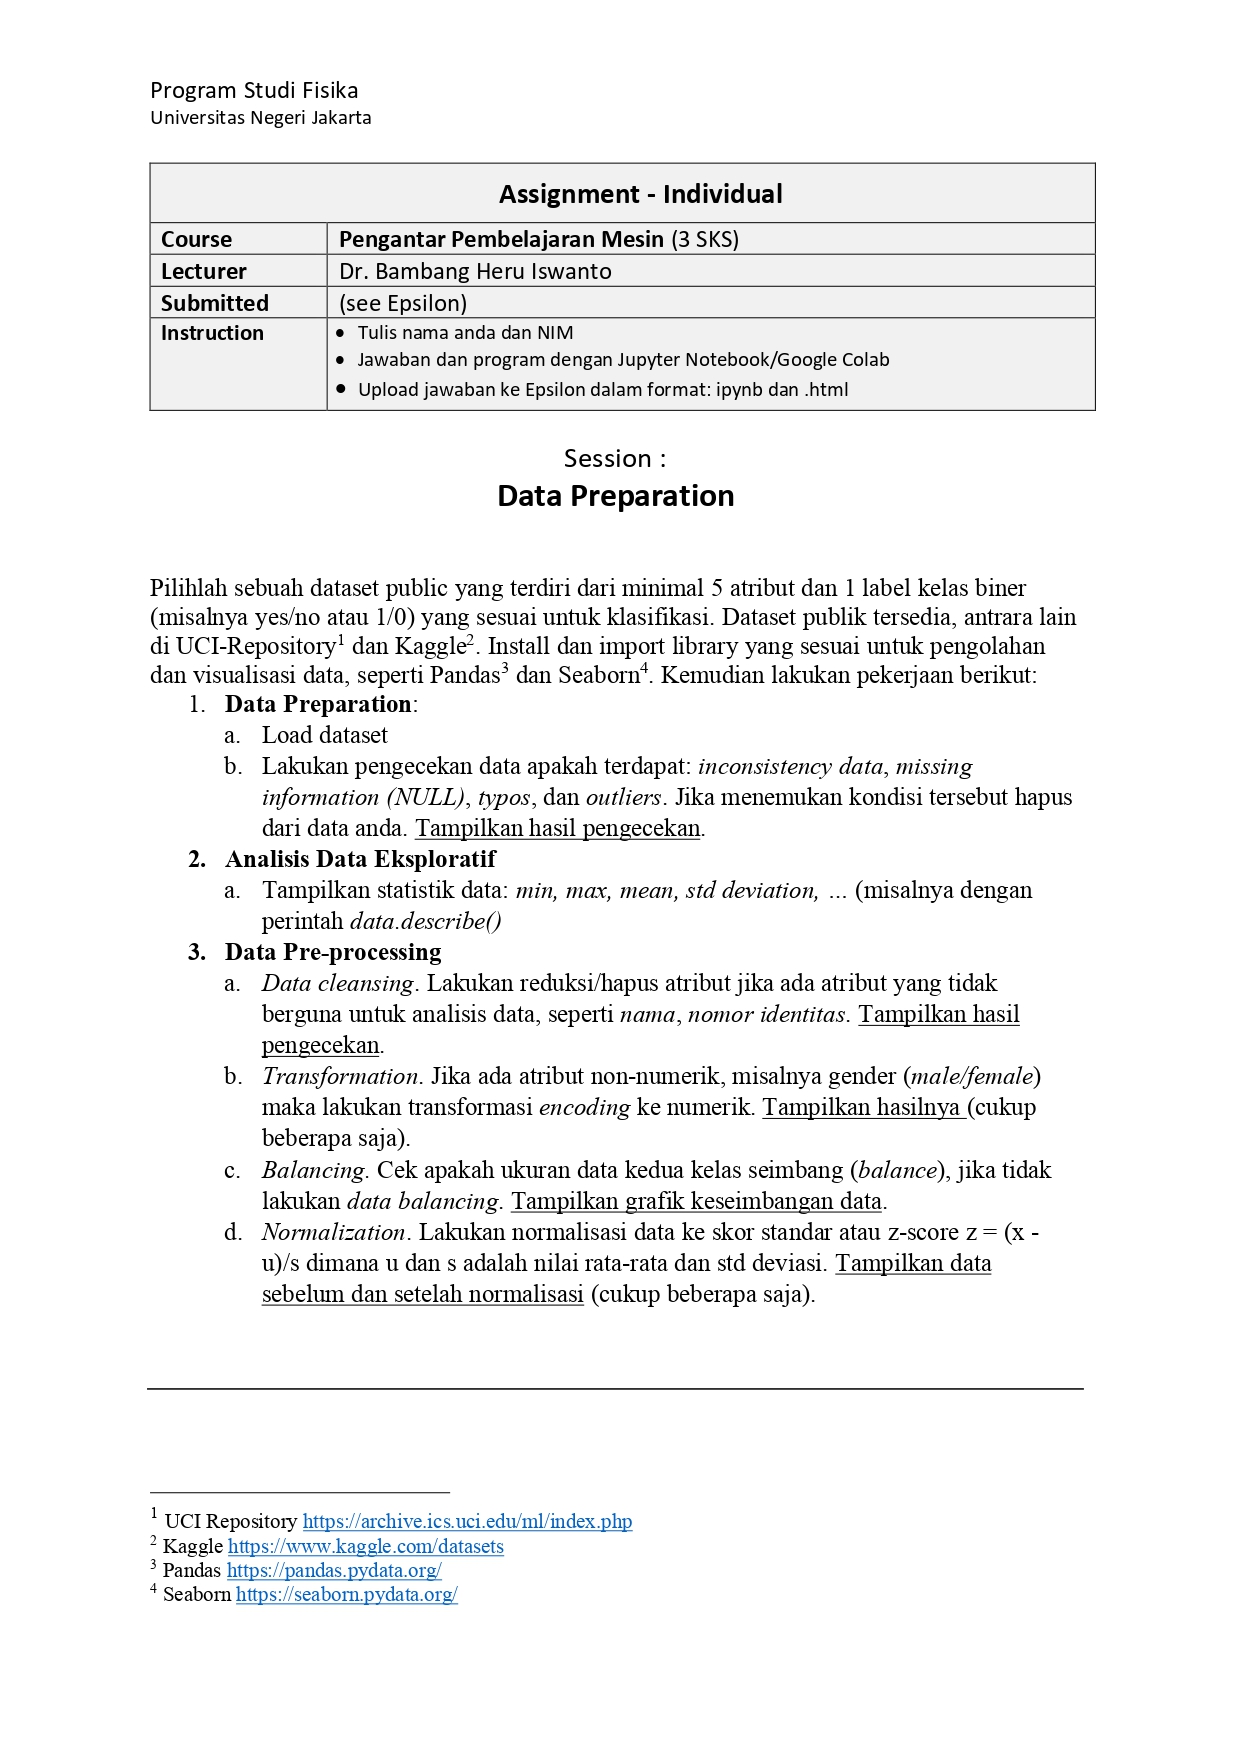 Program Studi Fisika
Universitas Negeri Jakarta
Assignment - Individual
Course Pengantar Pembelajaran Mesin (3 SKS)
Lecturer Dr. Bambang Heru Iswanto
Submitted (see Epsilon)
Instruction • Tulis nama anda dan NIM
• Jawaban dan program dengan Jupyter Notebook/Google Colab
• Upload jawaban ke Epsilon dalam format: ipynb dan .html
Session :
Data Preparation
Pilihlah sebuah dataset public yang terdiri dari minimal 5 atribut dan 1 label kelas biner
(misalnya yes/no atau 1/0) yang sesuai untuk klasifikasi. Dataset publik tersedia, antara lain
di UCI-Repository1 dan Kaggle2. Install dan import library yang sesuai untuk pengolahan
dan visualisasi data, seperti Pandas3 dan Seaborn4. Kemudian lakukan pekerjaan berikut:
1. Data Preparation:
a. Load dataset
b. Lakukan pengecekan data apakah terdapat: inconsistency data, missing
information (NULL), typos, dan outliers. Jika menemukan kondisi tersebut hapus
dari data anda. Tampilkan hasil pengecekan.
2. Analisis Data Eksploratif
a. Tampilkan statistik data: min, max, mean, std deviation, ... (misalnya dengan
perintah data.describe()
3. Data Pre-processing
a. Data cleansing. Lakukan reduksi/hapus atribut jika ada atribut yang tidak
berguna untuk analisis data, seperti nama, nomor identitas. Tampilkan hasil
pengecekan.
b. Transformation. Jika ada atribut non-numerik, misalnya gender (male/female)
maka lakukan transformasi encoding ke numerik. Tampilkan hasilnya (cukup
beberapa saja).
c. Balancing. Cek apakah ukuran data kedua kelas seimbang (balance), jika tidak
lakukan data balancing. Tampilkan grafik keseimbangan data.
d. Normalization. Lakukan normalisasi data ke skor standar atau z-score z = (x -
u)/s dimana u dan s adalah nilai rata-rata dan std deviasi. Tampilkan data
sebelum dan setelah normalisasi (cukup beberapa saja).
1 UCI Repository https://archive.ics.uci.edu/ml/index.php
2 Kaggle https://www.kaggle.com/datasets
3 Pandas https://pandas.pydata.org/
4 Seaborn https://seaborn.pydata.org/